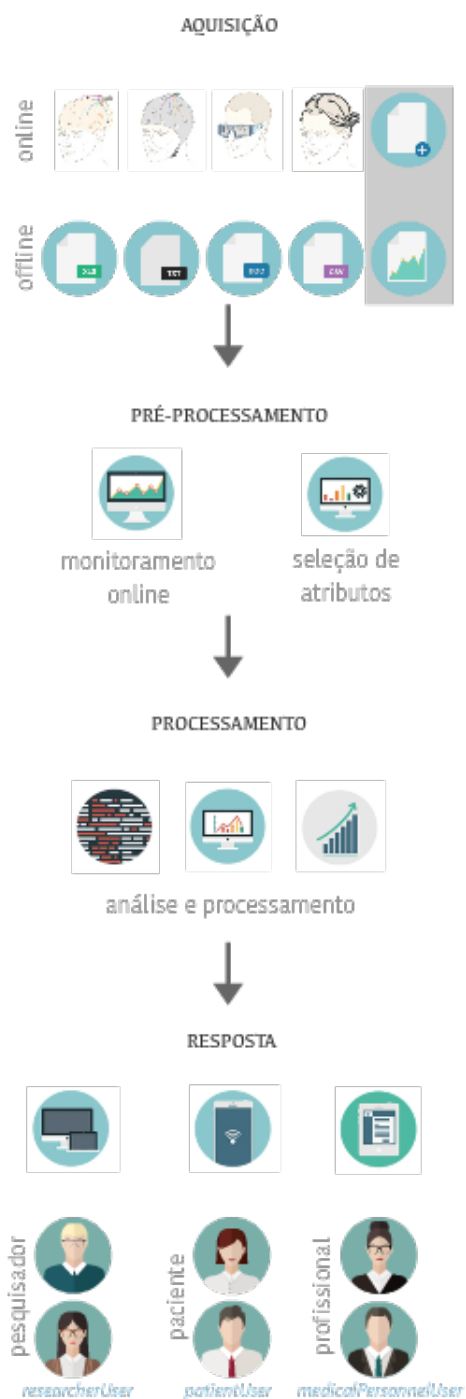 AQUISIÇÃO
online
offline
XLS
TXT
DOC
CSV
PRÉ-PROCESSAMENTO
monitoramento
online
seleção de
atributos
PROCESSAMENTO
análise e processamento
RESPOSTA
pesquisador
paciente
profissional
researcherUser
patientUser
medicalPersonnelUser